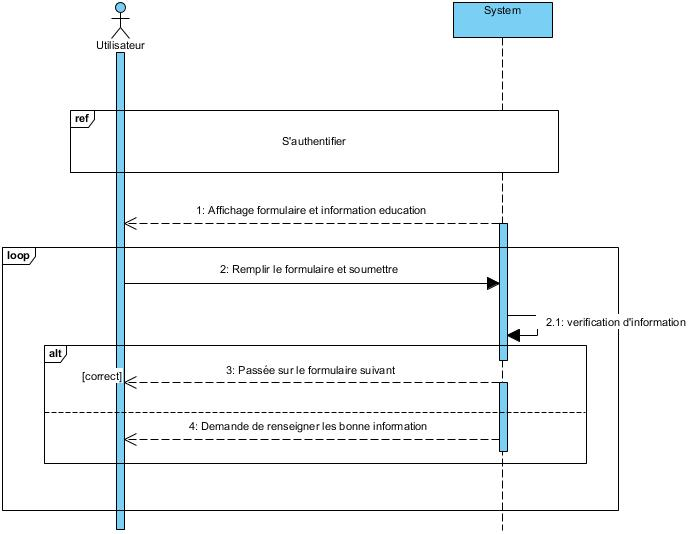 System
Utilisateur
ref
S'authentifier
1: Affichage formulaire et information education
loop
2: Remplir le formulaire et soumettre
2.1: verification d'information
alt
3: Passée sur le formulaire suivant
[correct]
4: Demande de renseigner les bonne information